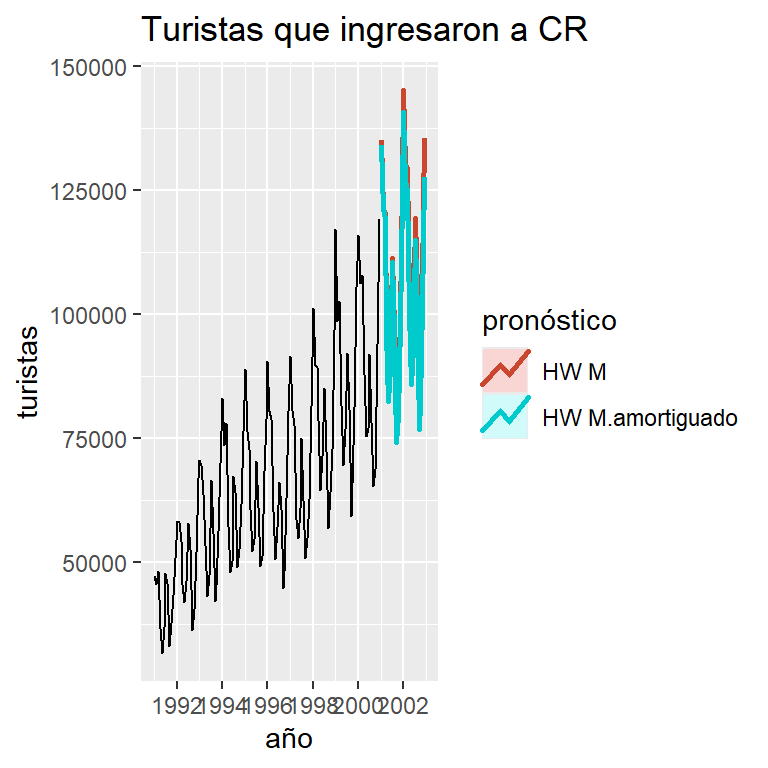 Turistas que ingresaron a CR
150000
125000
100000
75000
50000
turistas
1992
1994
1996
1998
2000
2002
año
pronóstico
HW M
HW M.amortiguado